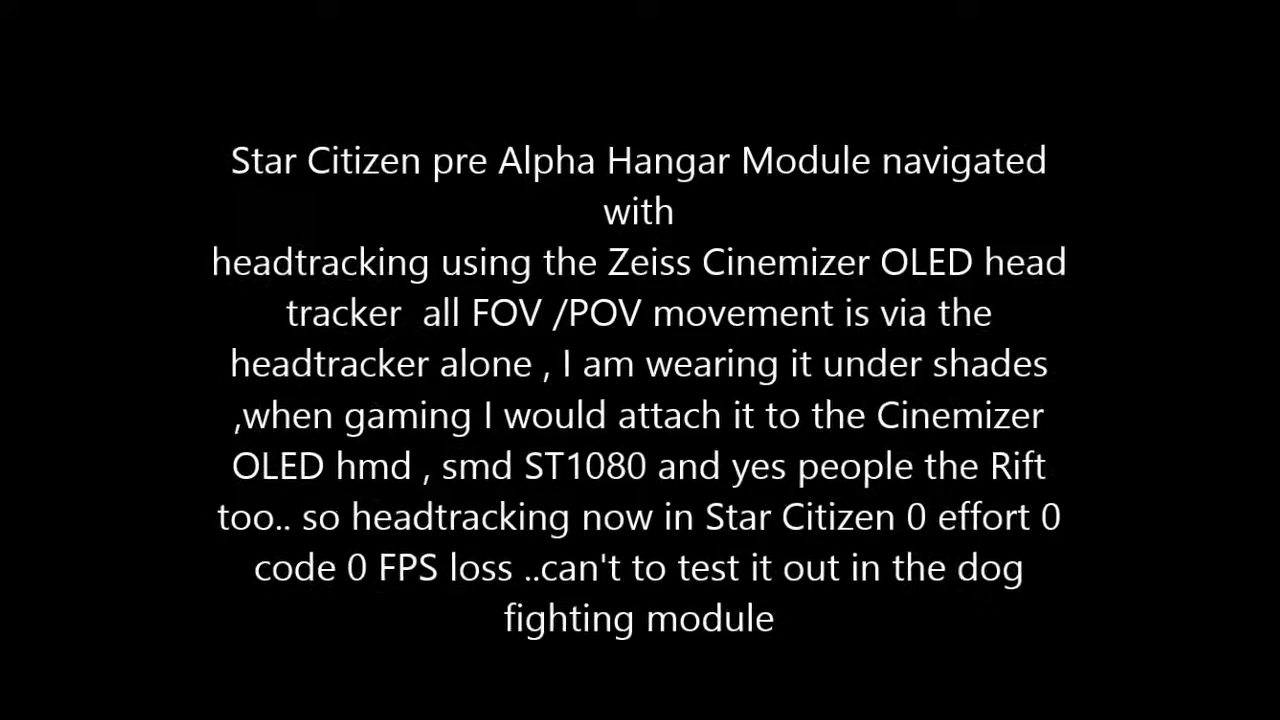 Star Citizen pre Alpha Hangar Module navigated
with
headtracking using the Zeiss Cinemizer OLED head
tracker  all FOV /POV movement is via the
headtracker alone , I am wearing it under shades
,when gaming I would attach it to the Cinemizer
OLED hmd , smd ST1080 and yes people the Rift
too.. so headtracking now in Star Citizen 0 effort 0
code 0 FPS loss ..can't to test it out in the dog
fighting module